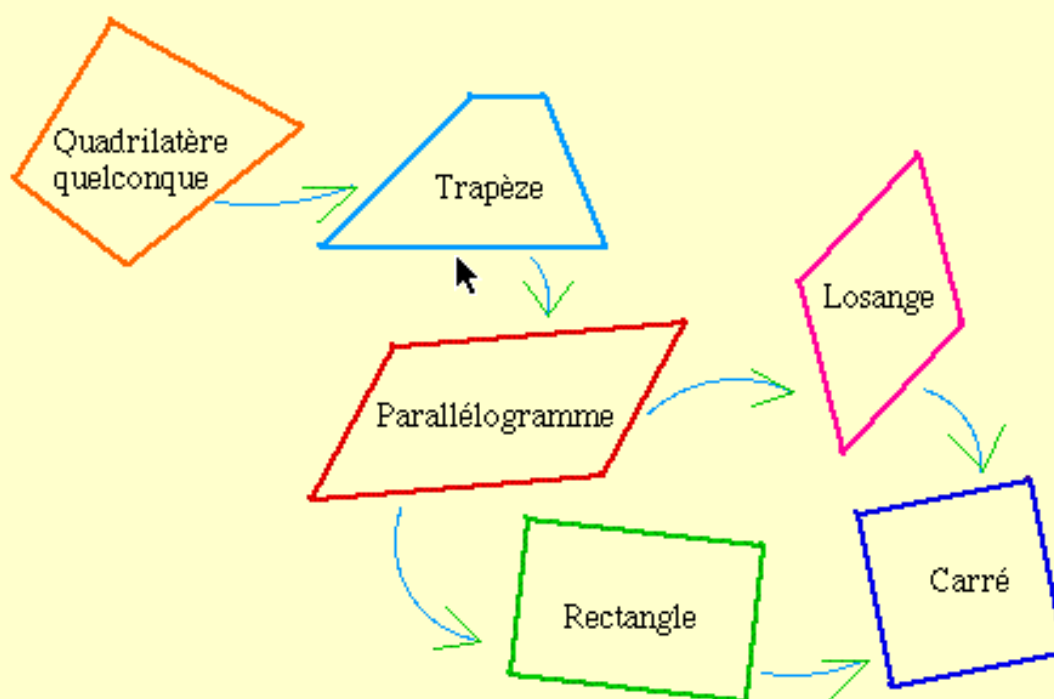 Quadrilatère
quelconque
Trapèze
Losange
Parallélogramme
Carré
Rectangle